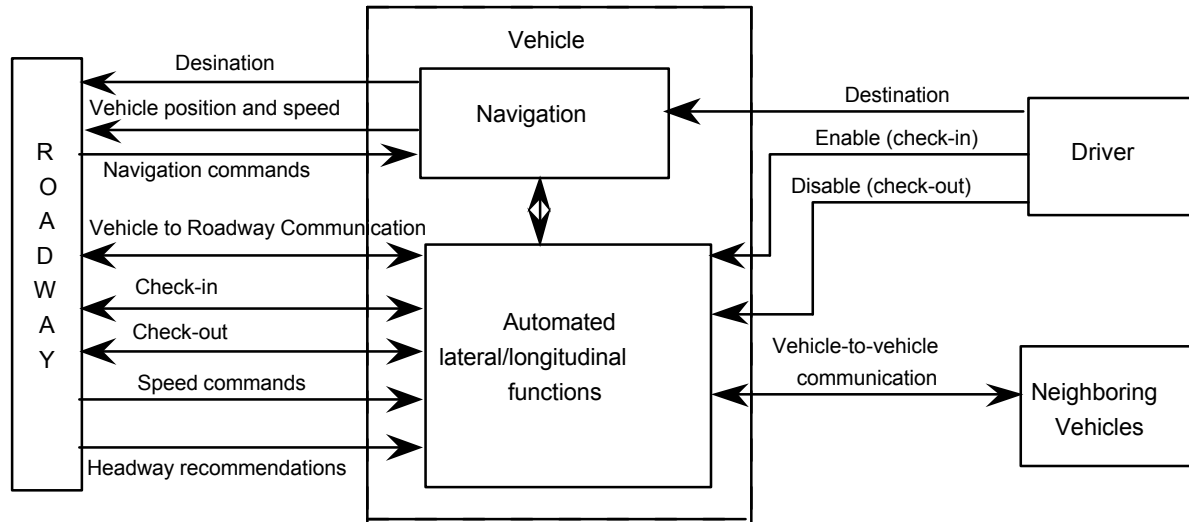 Vehicle
Desination
Vehicle position and speed
Navigation commands
Vehicle to Roadway Communication
Check-in
Check-out
Speed commands
Headway recommendations
ROADWAY
Navigation
Automated
lateral/longitudinal
functions
Destination
Enable (check-in)
Disable (check-out)
Driver
Vehicle-to-vehicle
communication
Neighboring
Vehicles